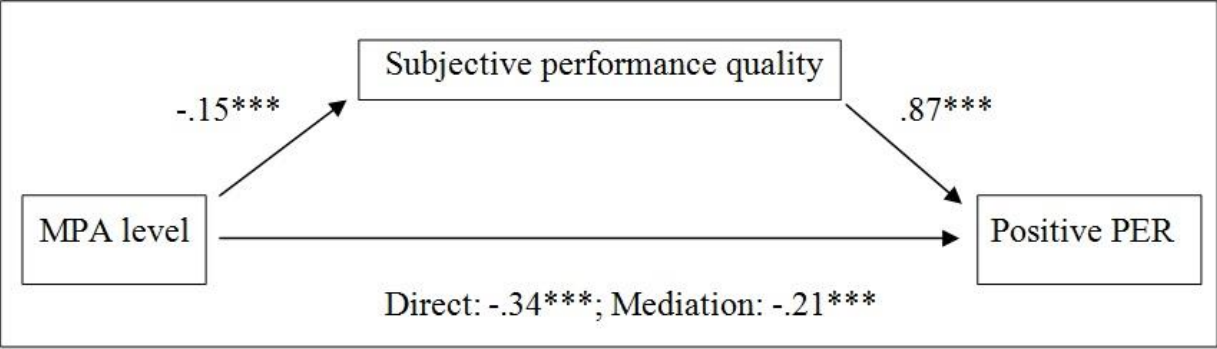 Subjective performance quality
-.15***
.87***
MPA level
Positive PER
Direct: -.34***; Mediation: -.21***